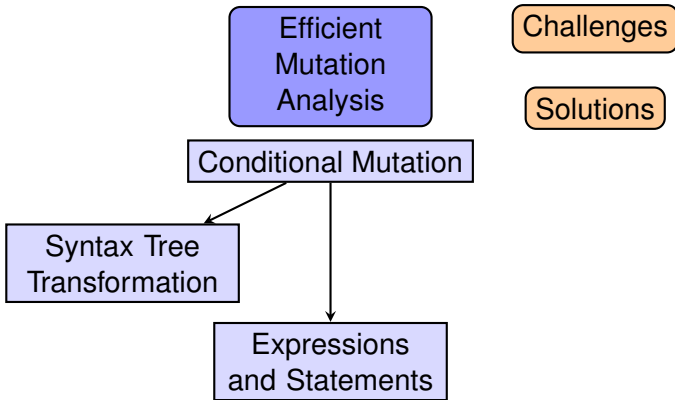 Efficient
Mutation
Analysis
Challenges
Solutions
Conditional Mutation
Syntax Tree
Transformation
Expressions
and Statements